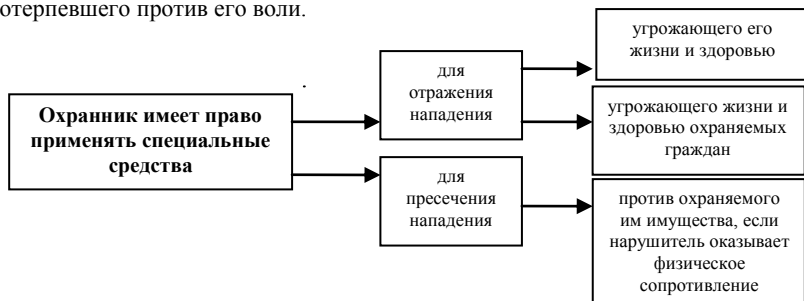 отерпевшего против его воли.
Охранник имеет право
применять специальные
средства
для
отражения
нападения
угрожающего его
жизни и здоровью
угрожающего жизни и
здоровью охраняемых
граждан
для
пресечения
нападения
против охраняемого
им имущества, если
нарушитель оказывает
физическое
сопротивление